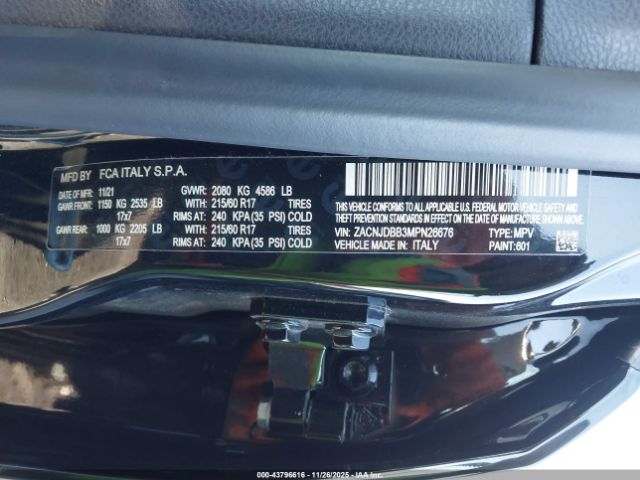 MFD BY FCA ITALY S.P.A.
DATE OF MFR: 11/21 GVWR: 2080 KG 4586 LB
GAWR FRONT: 1150 KG 2535 LB WITH: 215/60 R17 TIRES
17x7 RIMS AT: 240 KPA(35 PSI) COLD
GAWR REAR: 1000 KG 2205 LB WITH: 215/60 R17 TIRES
17x7 RIMS AT: 240 KPA(35 PSI) COLD
THIS VEHICLE CONFORMS TO ALL APPLICABLE U.S. FEDERAL MOTOR
VEHICLE SAFETY, BUMPER, AND THEFT PREVENTION STANDARDS IN
EFFECT ON THE DATE OF MANUFACTURE SHOWN ABOVE.
VIN: ZACNJDBB3MPN26676 TYPE: MPV
VEHICLE MADE IN: ITALY PAINT: 601
000-43796616 | 11/26/2025 - IAAI.com